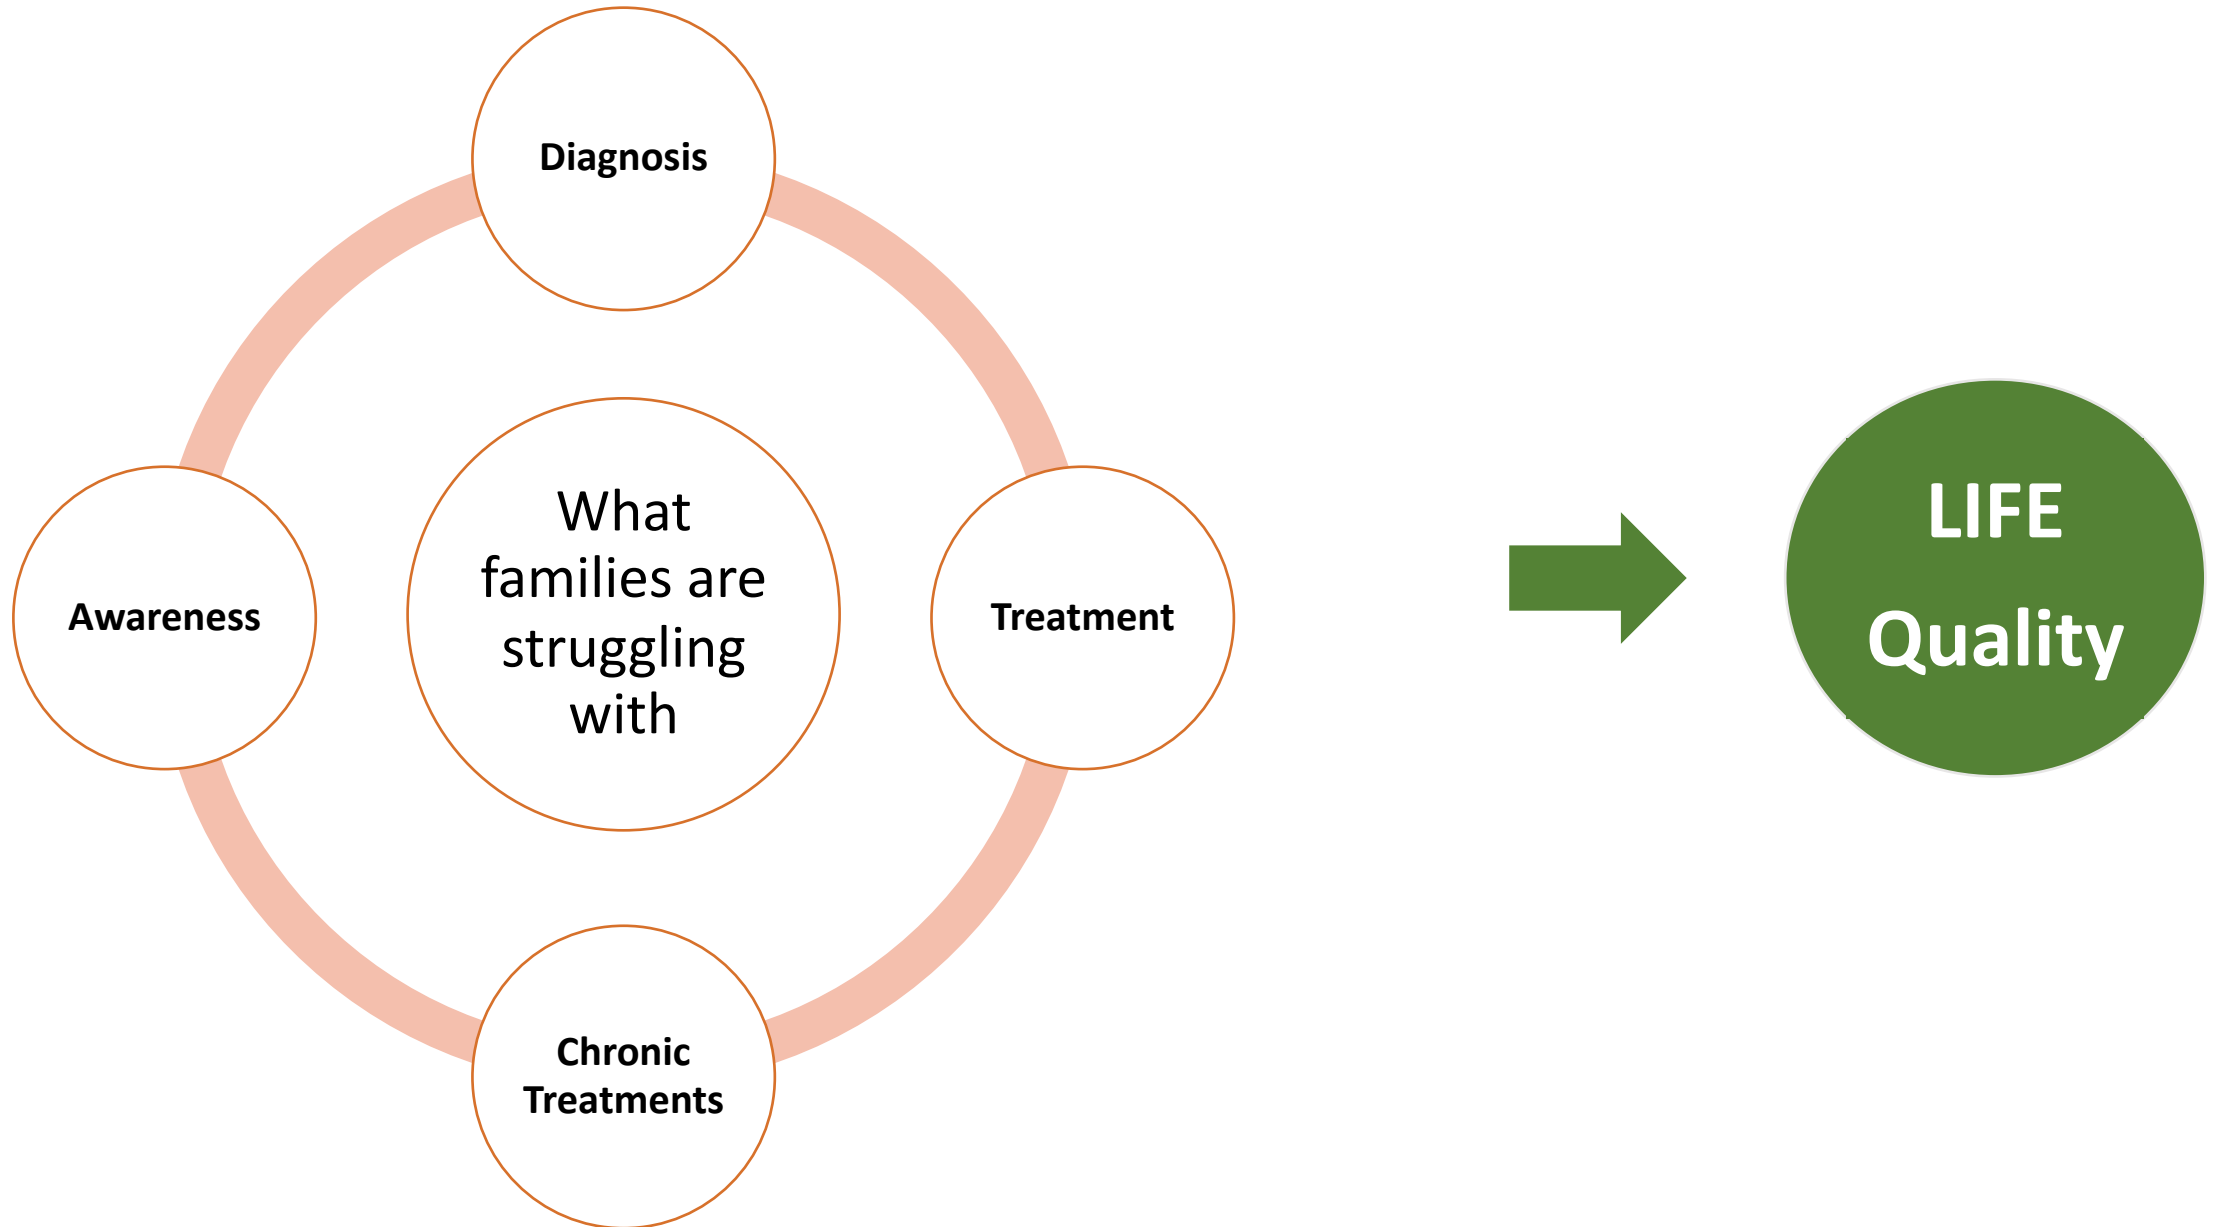 Diagnosis
Awareness
What
families are
struggling
with
Treatment
Chronic
Treatments
LIFE
Quality